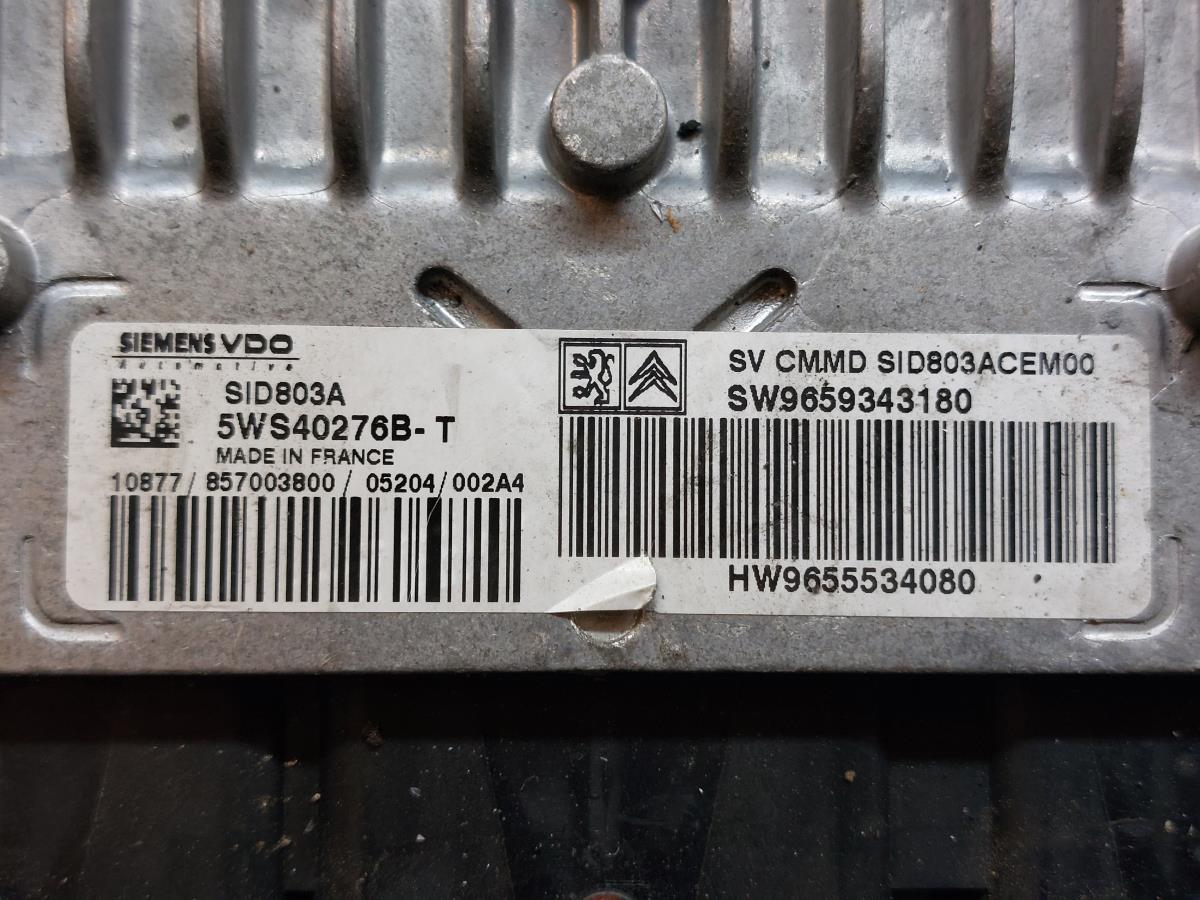 SIEMENS VDO
Automotive
SID803A
5WS40276B-T
MADE IN FRANCE
10877 / 857003800 / 05204 / 002A4
SV CMMD SID803ACEM00
SW9659343180
HW9655534080